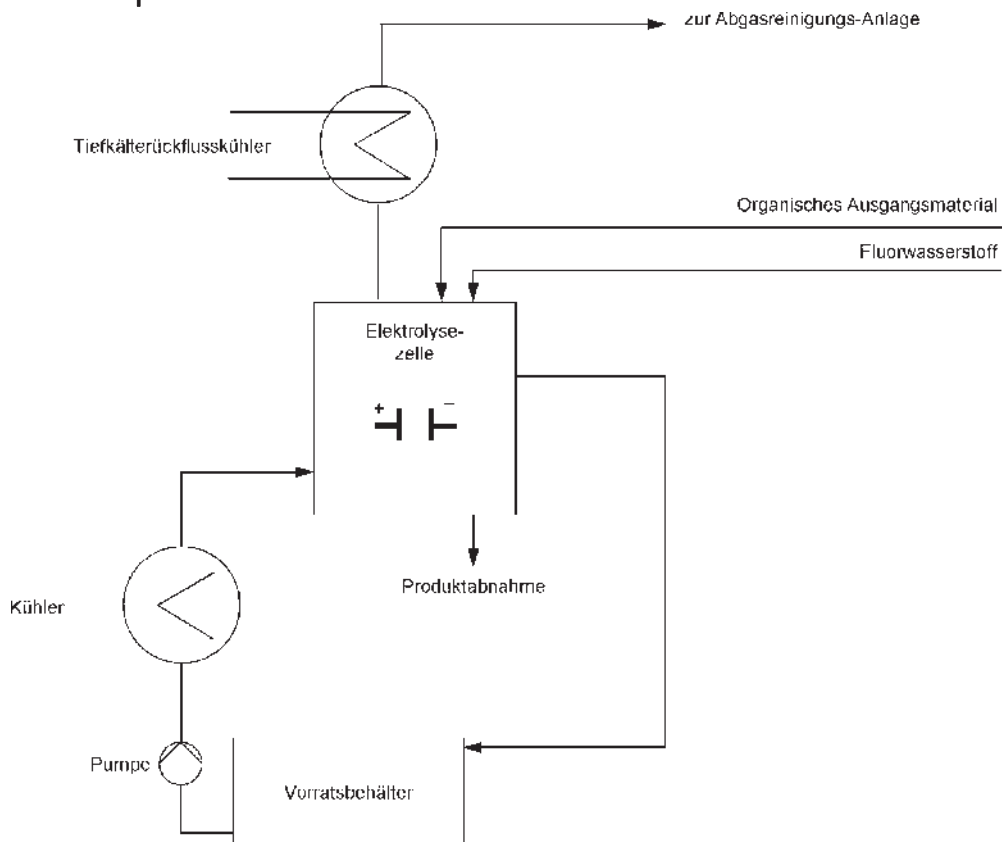 zur Abgasreinigungs-Anlage
Tiefkälterückflusskühler
Organisches Ausgangsmaterial
Fluorwasserstoff
Elektrolyse-
zelle
+ –
Produktabnahme
Kühler
Pumpe
Vorratsbehälter